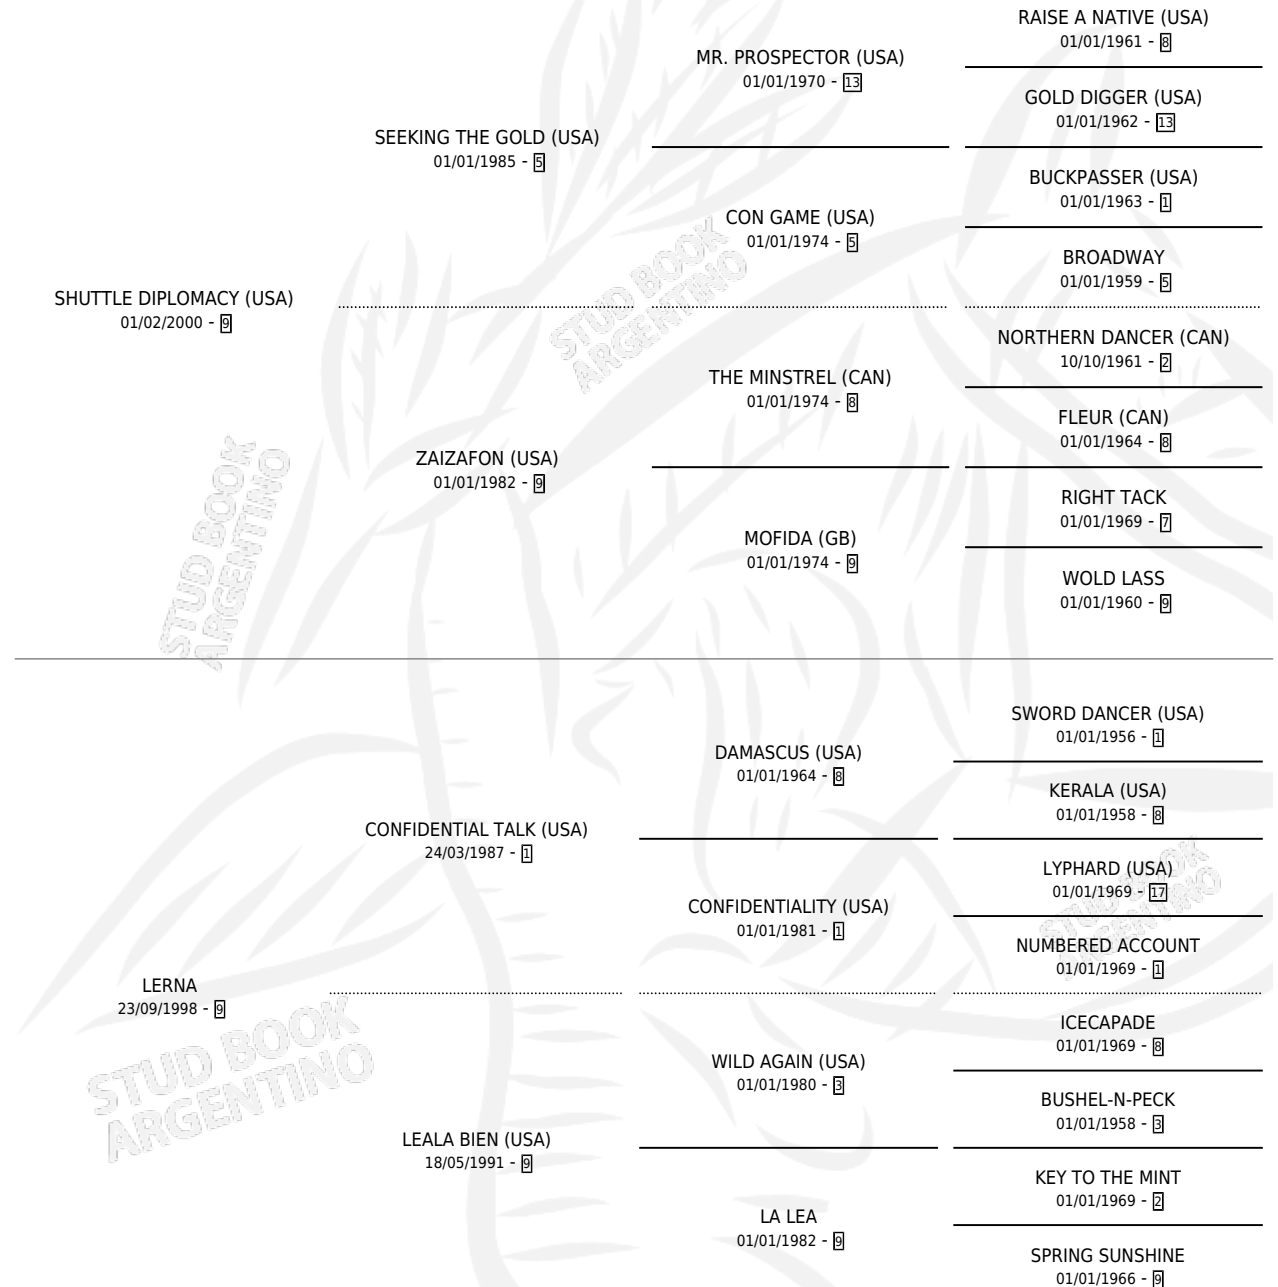 RAISE A NATIVE (USA)
01/01/1961 - 8
MR. PROSPECTOR (USA)
01/01/1970 - 13
GOLD DIGGER (USA)
01/01/1962 - 13
SEEKING THE GOLD (USA)
01/01/1985 - 5
BUCKPASSER (USA)
01/01/1963 - 1
CON GAME (USA)
01/01/1974 - 5
BROADWAY
01/01/1959 - 5
SHUTTLE DIPLOMACY (USA)
01/02/2000 - 9
NORTHERN DANCER (CAN)
10/10/1961 - 2
THE MINSTREL (CAN)
01/01/1974 - 8
FLEUR (CAN)
01/01/1964 - 8
ZAIZAFON (USA)
01/01/1982 - 9
RIGHT TACK
01/01/1969 - 7
MOFIDA (GB)
01/01/1974 - 9
WOLD LASS
01/01/1960 - 9
SWORD DANCER (USA)
01/01/1956 - 1
DAMASCUS (USA)
01/01/1964 - 8
KERALA (USA)
01/01/1958 - 8
CONFIDENTIAL TALK (USA)
24/03/1987 - 1
LYPHARD (USA)
01/01/1969 - 17
CONFIDENTIALITY (USA)
01/01/1981 - 1
NUMBERED ACCOUNT
01/01/1969 - 1
LERNA
23/09/1998 - 9
ICECAPADE
01/01/1969 - 8
WILD AGAIN (USA)
01/01/1980 - 3
BUSHEL-N-PECK
01/01/1958 - 3
LEALA BIEN (USA)
18/05/1991 - 9
KEY TO THE MINT
01/01/1969 - 2
LA LEA
01/01/1982 - 9
SPRING SUNSHINE
01/01/1966 - 9
STUD BOOK
ARGENTINO
STUD BOOK
ARGENTINO
STUD BOOK
ARGENTINO
STUD BOOK
ARGENTINO